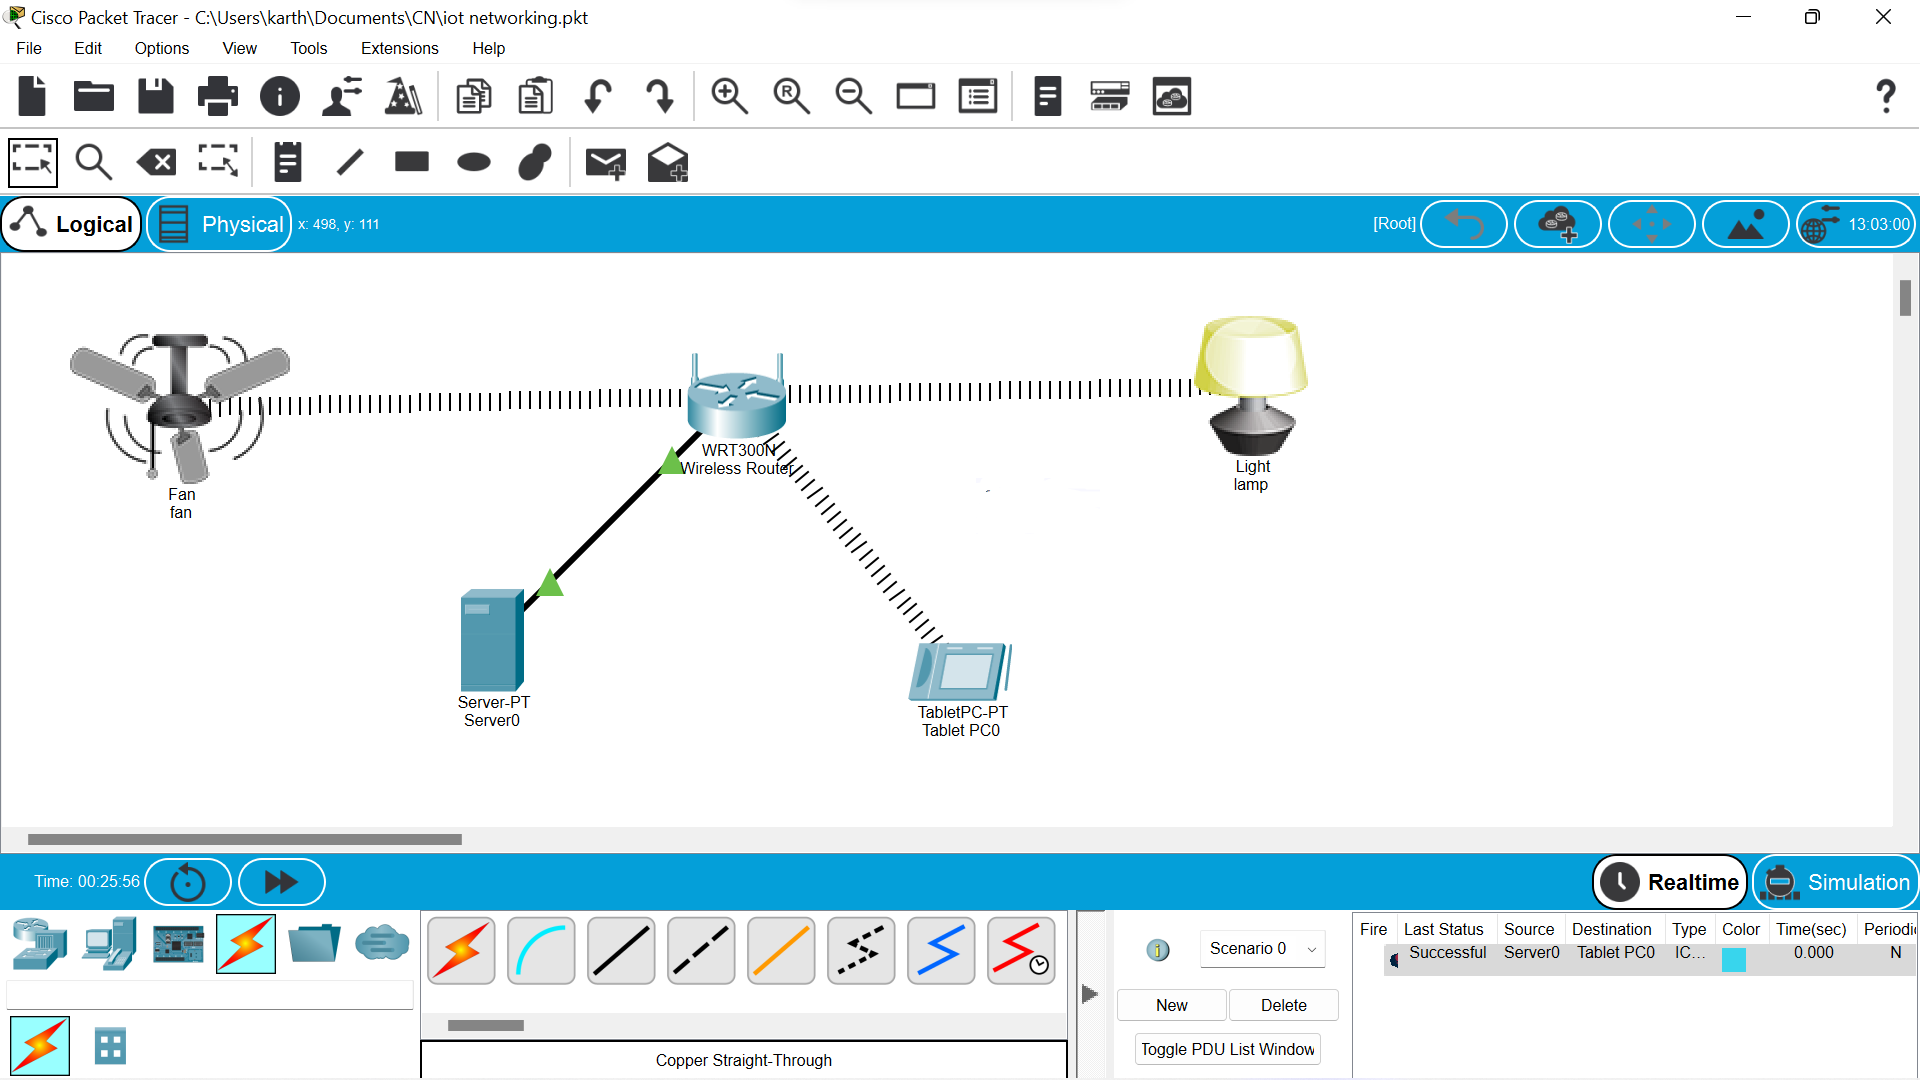 Cisco Packet Tracer - C:\Users\karth\Documents\CN\iot networking.pkt
File Edit Options View Tools Extensions Help
Logical Physical x: 498, y: 111 [Root] 13:03:00
WRT300N
Wireless Router
Light
lamp
Fan
fan
Server-PT
Server0
TabletPC-PT
Tablet PC0
Time: 00:25:56 Realtime Simulation
Fire Last Status Source Destination Type Color Time(sec) Periodic
Successful Server0 Tablet PC0 IC... 0.000 N
Scenario 0
New Delete
Toggle PDU List Window
Copper Straight-Through